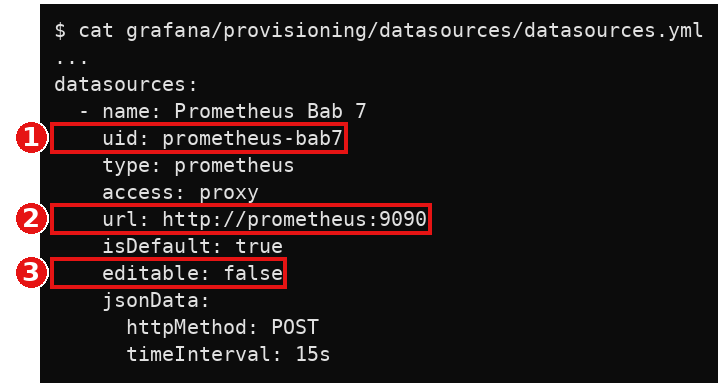 $ cat grafana/provisioning/datasources/datasources.yml
...
datasources:
  - name: Prometheus Bab 7
1    uid: prometheus-bab7
    type: prometheus
    access: proxy
2    url: http://prometheus:9090
    isDefault: true
3    editable: false
    jsonData:
      httpMethod: POST
      timeInterval: 15s